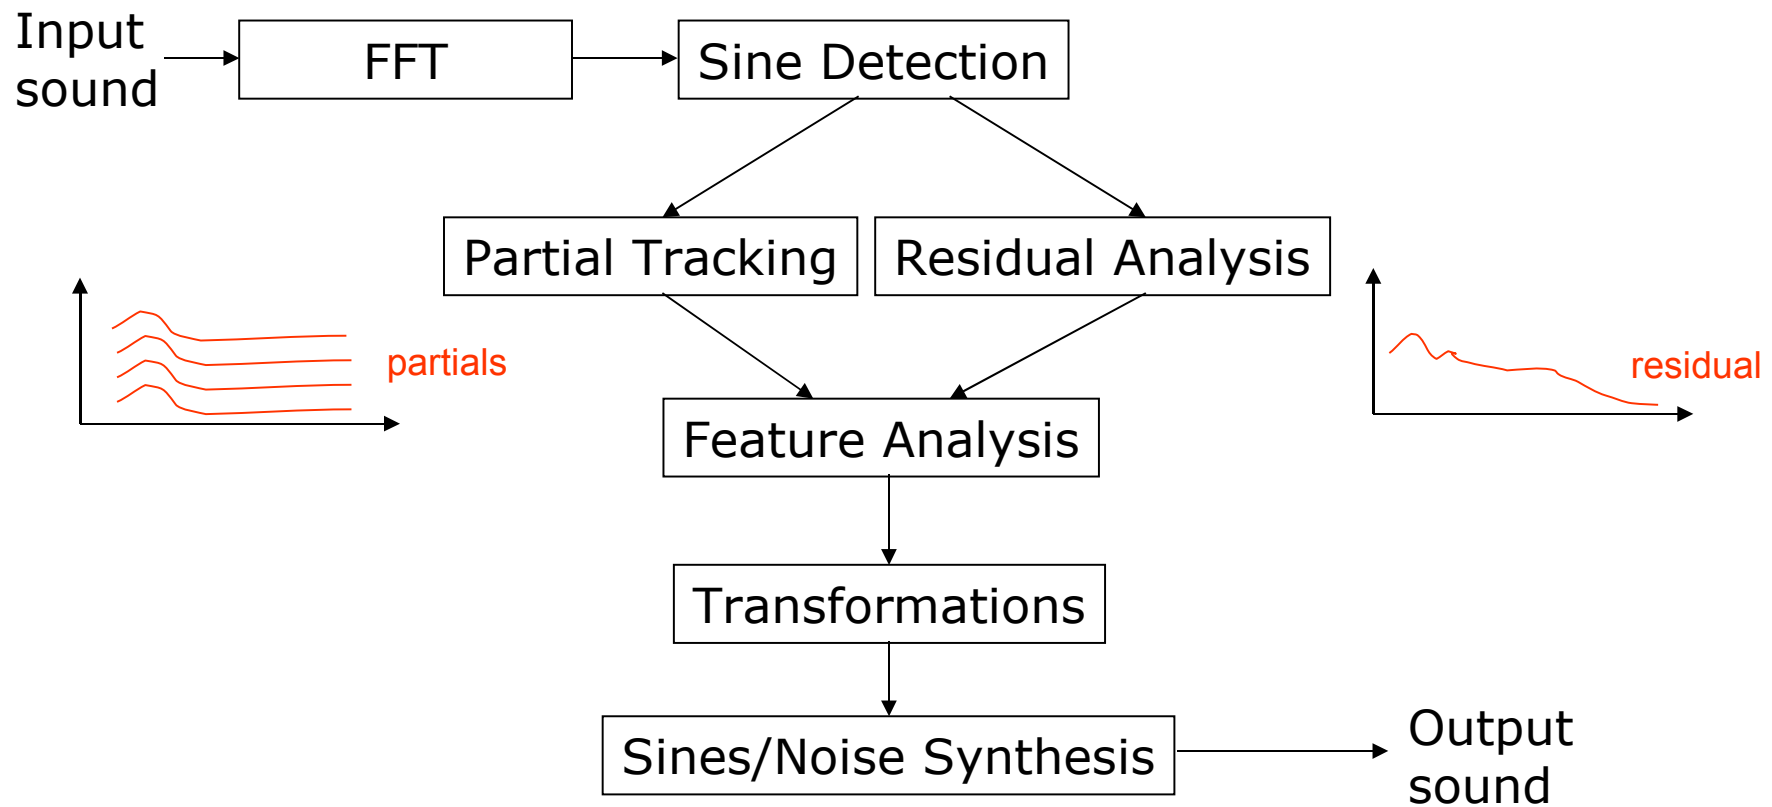 Input
sound
FFT
Sine Detection
Partial Tracking
Residual Analysis
partials
residual
Feature Analysis
Transformations
Sines/Noise Synthesis
Output
sound